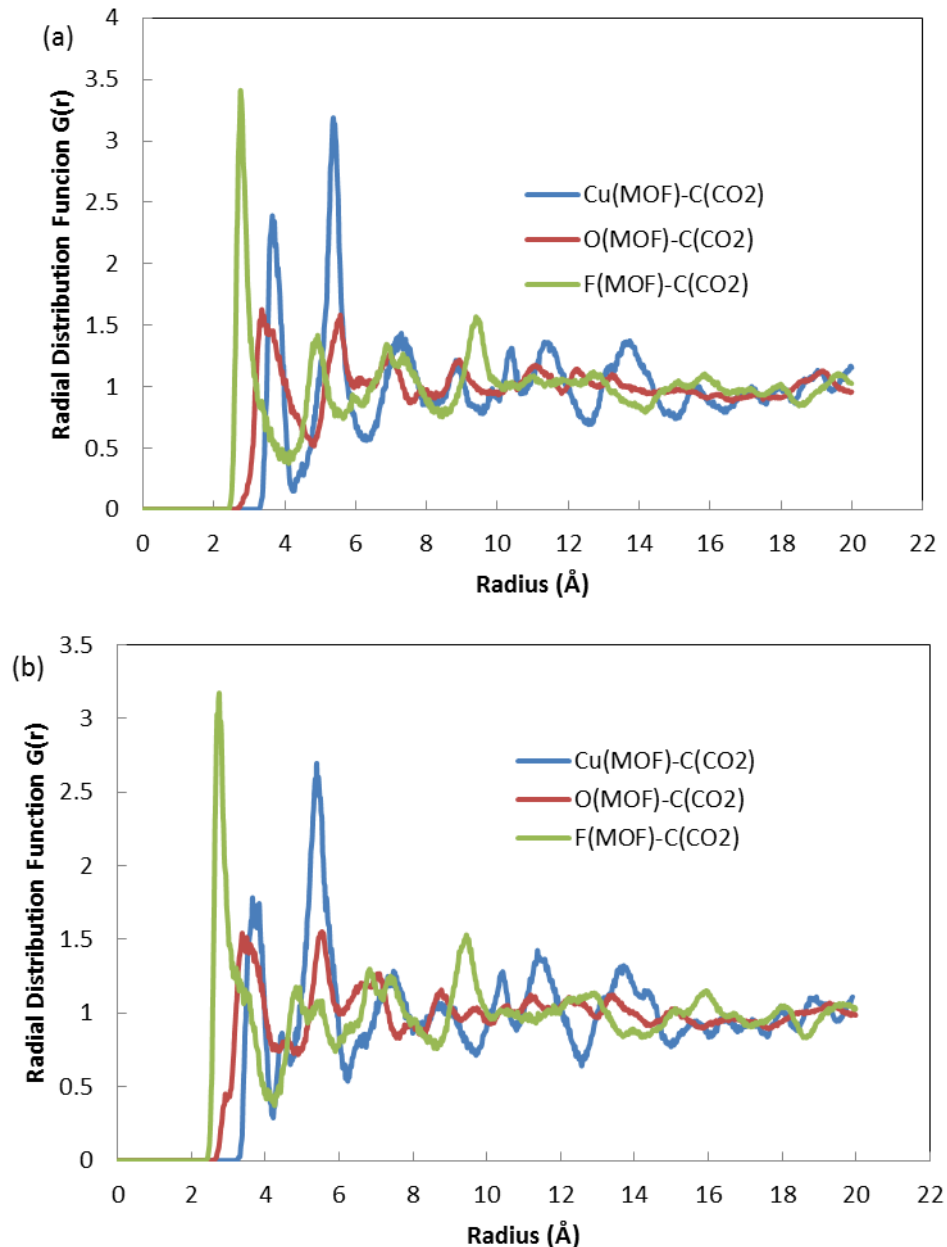 (a)
4
3.5
3
2.5
2
1.5
1
0.5
0
Radial Distribution Funcion G(r)
Cu(MOF)-C(CO2)
O(MOF)-C(CO2)
F(MOF)-C(CO2)
0 2 4 6 8 10 12 14 16 18 20 22
Radius (Å)
(b)
3.5
3
2.5
2
1.5
1
0.5
0
Radial Distribution Function G(r)
Cu(MOF)-C(CO2)
O(MOF)-C(CO2)
F(MOF)-C(CO2)
0 2 4 6 8 10 12 14 16 18 20 22
Radius (Å)